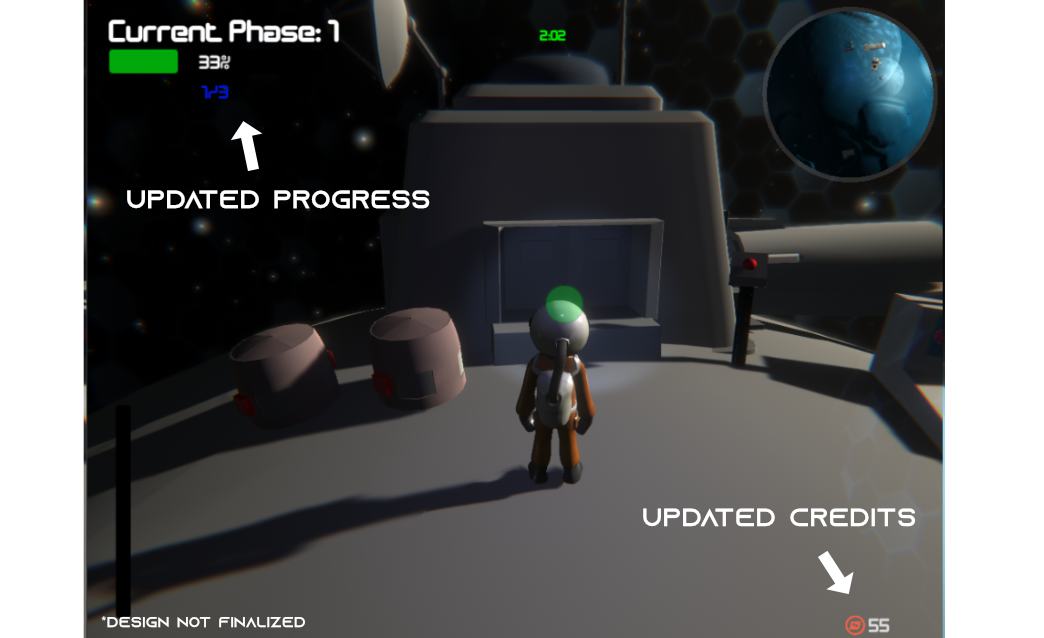 Current Phase: 1
2:02
33%
1/3
UPDATED PROGRESS
UPDATED CREDITS
*DESIGN NOT FINALIZED
55